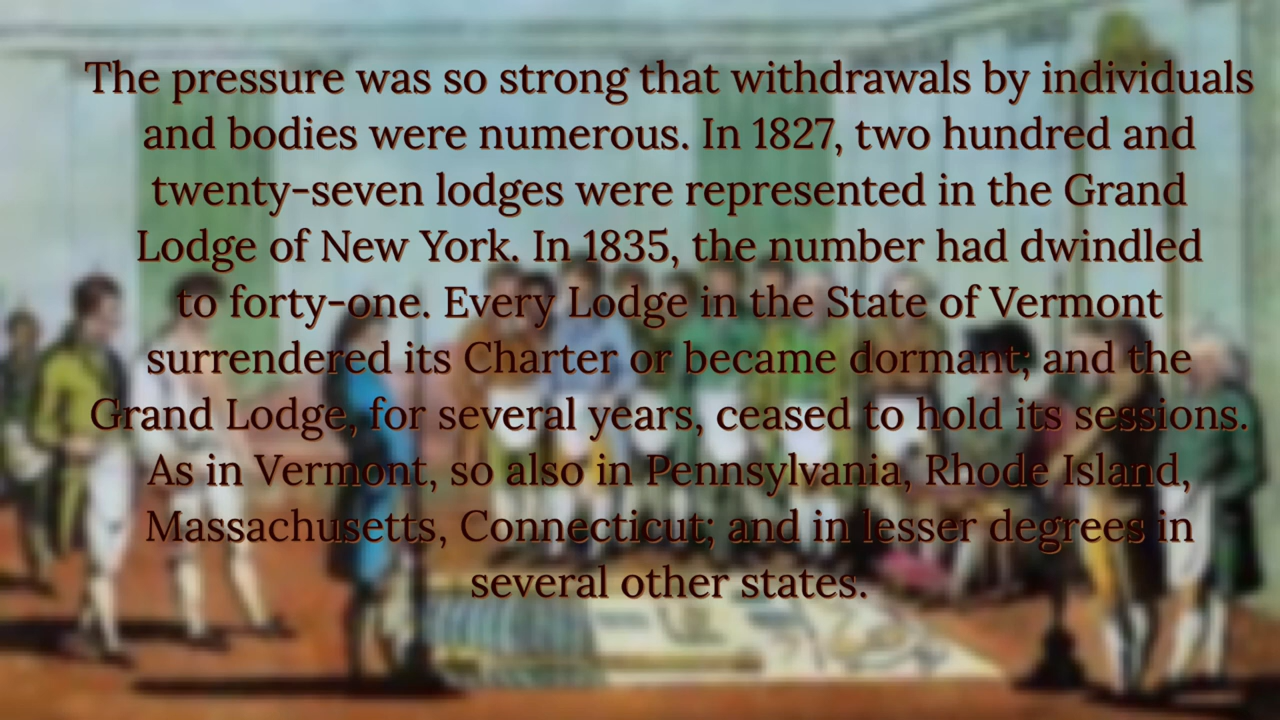 The pressure was so strong that withdrawals by individuals
and bodies were numerous. In 1827, two hundred and
twenty-seven lodges were represented in the Grand
Lodge of New York. In 1835, the number had dwindled
to forty-one. Every Lodge in the State of Vermont
surrendered its Charter or became dormant; and the
Grand Lodge, for several years, ceased to hold its sessions.
As in Vermont, so also in Pennsylvania, Rhode Island,
Massachusetts, Connecticut; and in lesser degrees in
several other states.